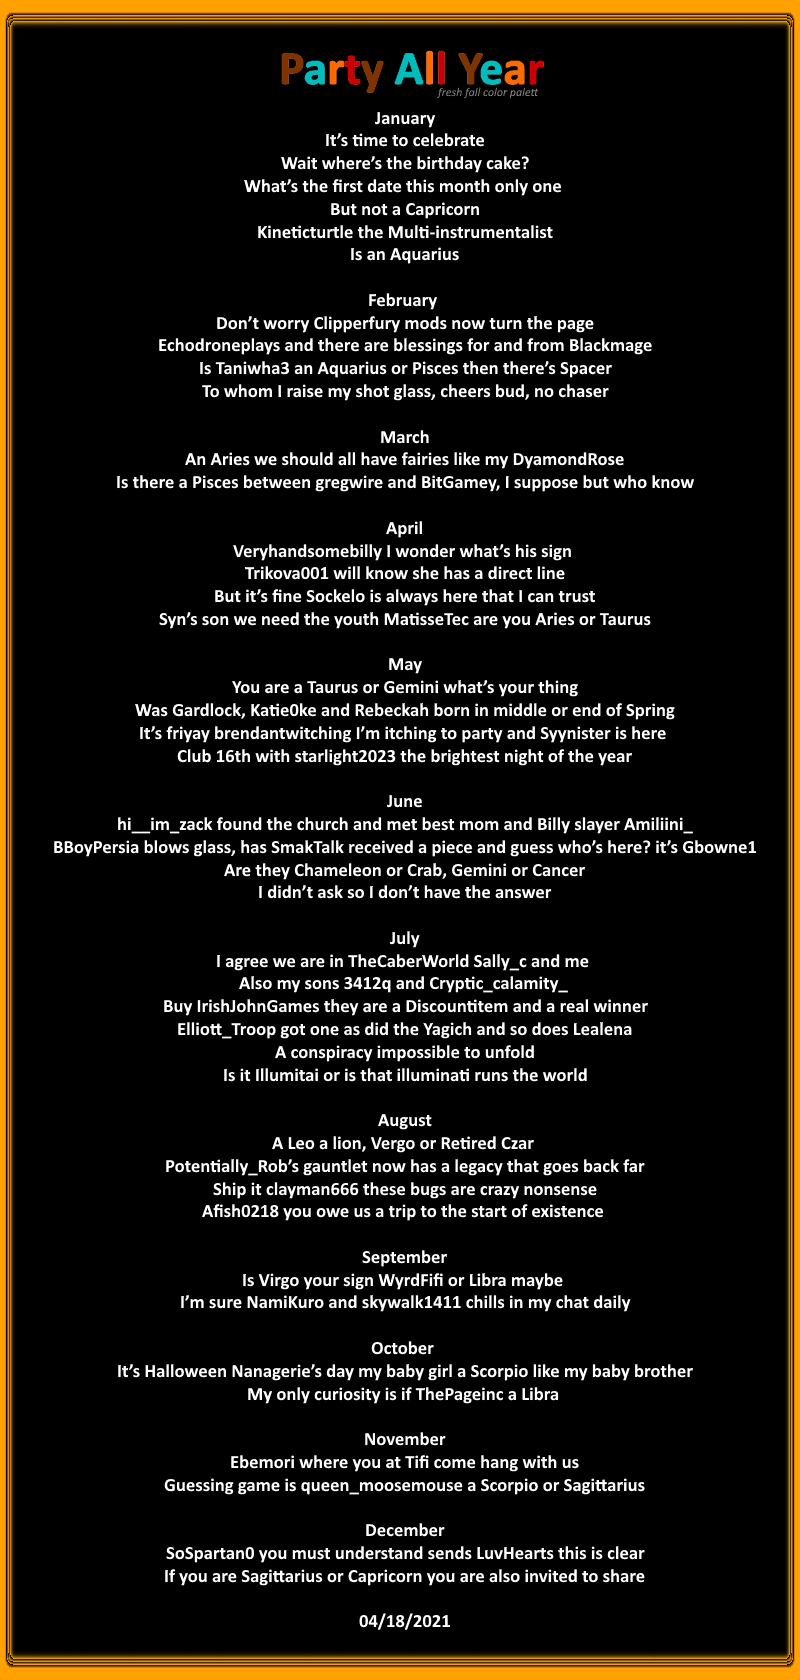 Party All Year
fresh fall color palett
January
It's time to celebrate
Wait where's the birthday cake?
What's the first date this month only one
But not a Capricorn
Kineticturtle the Multi-instrumentalist
Is an Aquarius
February
Don't worry Clipperfury mods now turn the page
Echodroneplays and there are blessings for and from Blackmage
Is Taniwha3 an Aquarius or Pisces then there's Spacer
To whom I raise my shot glass, cheers bud, no chaser
March
An Aries we should all have fairies like my DyamondRose
Is there a Pisces between gregwire and BitGamey, I suppose but who know
April
Veryhandsomebilly I wonder what's his sign
Trikova001 will know she has a direct line
But it's fine Sockelo is always here that I can trust
Syn's son we need the youth MatisseTec are you Aries or Taurus
May
You are a Taurus or Gemini what's your thing
Was Gardlock, Katie0ke and Rebeckah born in middle or end of Spring
It's friyay brendantwitching I'm itching to party and Syynister is here
Club 16th with starlight2023 the brightest night of the year
June
hi__im_zack found the church and met best mom and Billy slayer Amiliini_
BBoyPersia blows glass, has SmakTalk received a piece and guess who's here? it's Gbowne1
Are they Chameleon or Crab, Gemini or Cancer
I didn't ask so I don't have the answer
July
I agree we are in TheCaberWorld Sally_c and me
Also my sons 3412q and Cryptic_calamity_
Buy IrishJohnGames they are a Discountitem and a real winner
Elliott_Troop got one as did the Yagich and so does Lealena
A conspiracy impossible to unfold
Is it Illumitai or is that illuminati runs the world
August
A Leo a lion, Vergo or Retired Czar
Potentially_Rob's gauntlet now has a legacy that goes back far
Ship it clayman666 these bugs are crazy nonsense
Afish0218 you owe us a trip to the start of existence
September
Is Virgo your sign WyrdFifi or Libra maybe
I'm sure NamiKuro and skywalk1411 chills in my chat daily
October
It's Halloween Nanagerie's day my baby girl a Scorpio like my baby brother
My only curiosity is if ThePageinc a Libra
November
Ebemori where you at Tifi come hang with us
Guessing game is queen_moosemouse a Scorpio or Sagittarius
December
SoSpartan0 you must understand sends LuvHearts this is clear
If you are Sagittarius or Capricorn you are also invited to share
04/18/2021